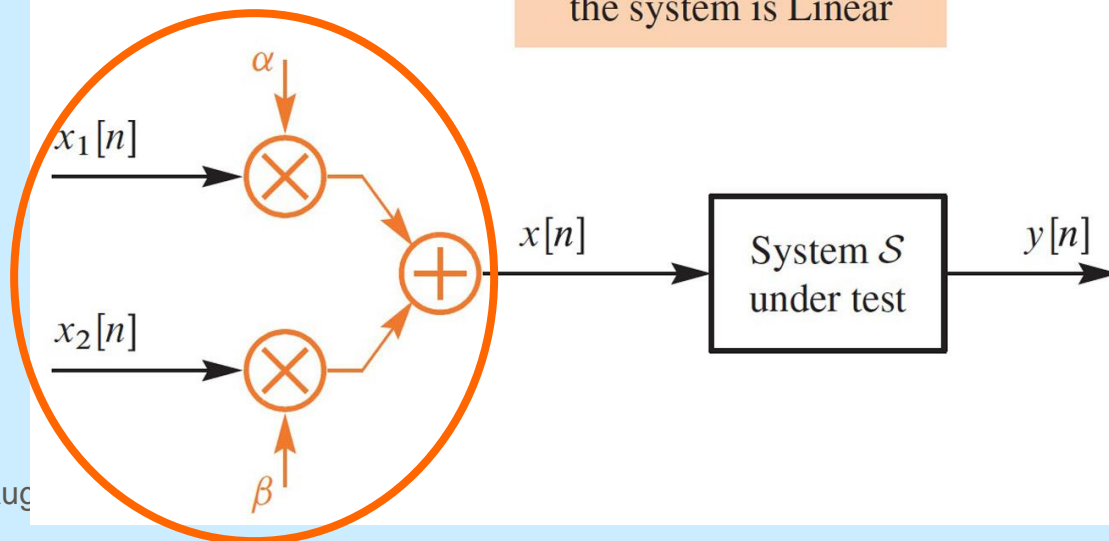 the system is Linear
α
x₁[n]
x[n]
System 𝒮
under test
y[n]
x₂[n]
β